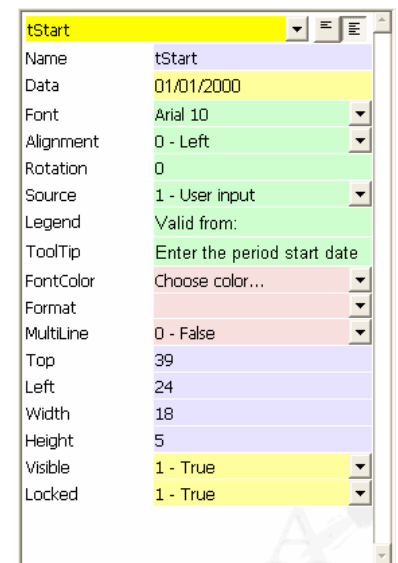 tStart
Name tStart
Data 01/01/2000
Font Arial 10
Alignment 0 - Left
Rotation 0
Source 1 - User input
Legend Valid from:
ToolTip Enter the period start date
FontColor Choose color...
Format
MultiLine 0 - False
Top 39
Left 24
Width 18
Height 5
Visible 1 - True
Locked 1 - True